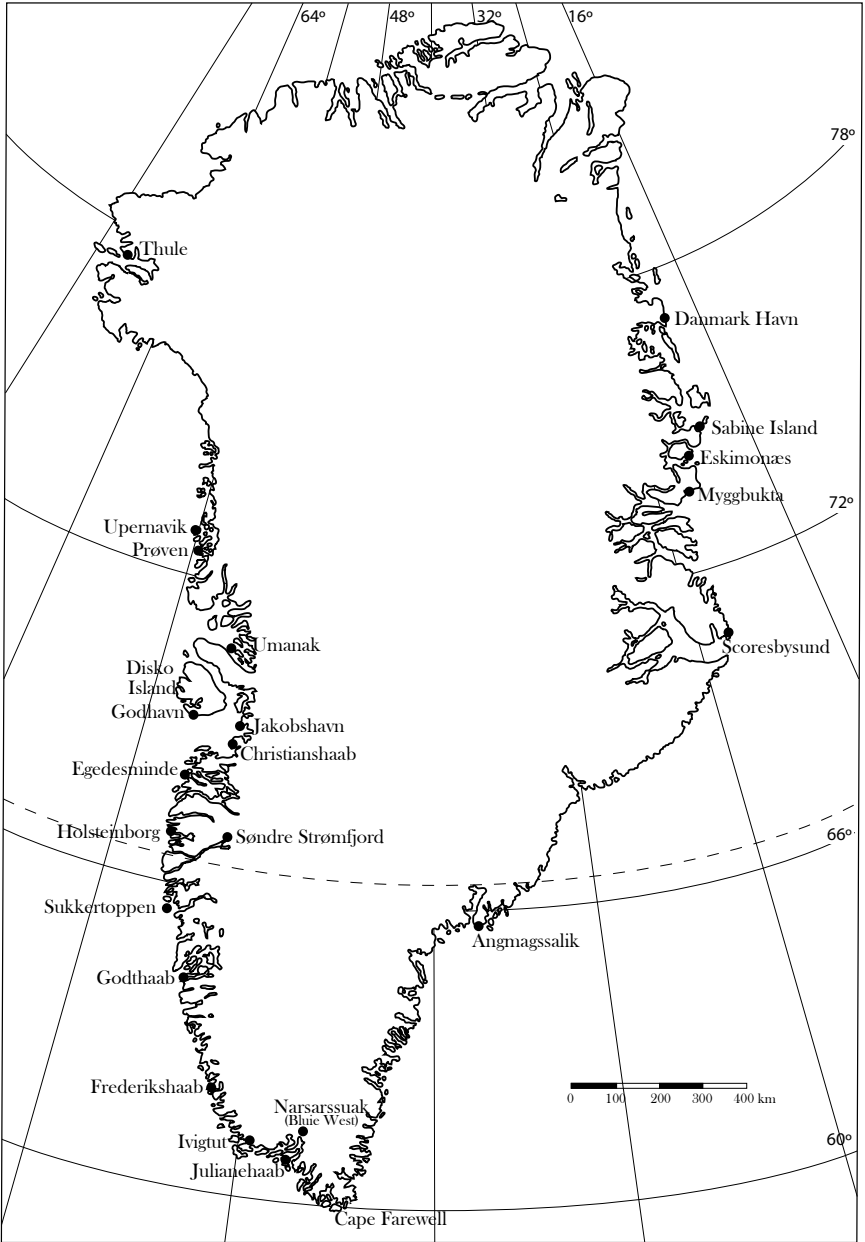 64º 48º 32º 16º
78º
Thule
Danmark Havn
Sabine Island
Eskimonæs
Myggbukta
72º
Upernavik
Prøven
Umanak
Scoresbysund
Disko
Island
Godhavn
Jakobshavn
Christianshaab
Egedesminde
Holsteinborg
Søndre Strømfjord
66º
Sukkertoppen
Angmagssalik
Godthaab
Frederikshaab
0 100 200 300 400 km
Narsarssuak
(Bluie West)
Ivigtut
Julianehaab
60º
Cape Farewell